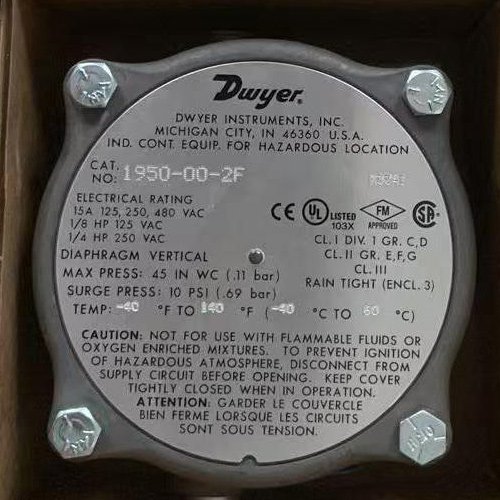 Dwyer.
DWYER INSTRUMENTS, INC.
MICHIGAN CITY, IN 46360 U.S.A.
IND. CONT. EQUIP. FOR HAZARDOUS LOCATION
CAT. NO: 1950-00-2F
ELECTRICAL RATING
15A 125, 250, 480 VAC
1/8 HP 125 VAC
1/4 HP 250 VAC
CE UL LISTED 103X FM APPROVED SA
CL. I DIV. 1 GR. C,D
CL. II GR. E,F,G
CL. III
RAIN TIGHT (ENCL. 3)
DIAPHRAGM VERTICAL
MAX PRESS: 45 IN WC (.11 bar)
SURGE PRESS: 10 PSI (.69 bar)
TEMP: -40 °F TO 140 °F (-40 °C TO 60 °C)
CAUTION: NOT FOR USE WITH FLAMMABLE FLUIDS OR
OXYGEN ENRICHED MIXTURES. TO PREVENT IGNITION
OF HAZARDOUS ATMOSPHERE, DISCONNECT FROM
SUPPLY CIRCUIT BEFORE OPENING. KEEP COVER
TIGHTLY CLOSED WHEN IN OPERATION.
ATTENTION: GARDER LE COUVERCLE
BIEN FERME LORSQUE LES CIRCUITS
SONT SOUS TENSION.